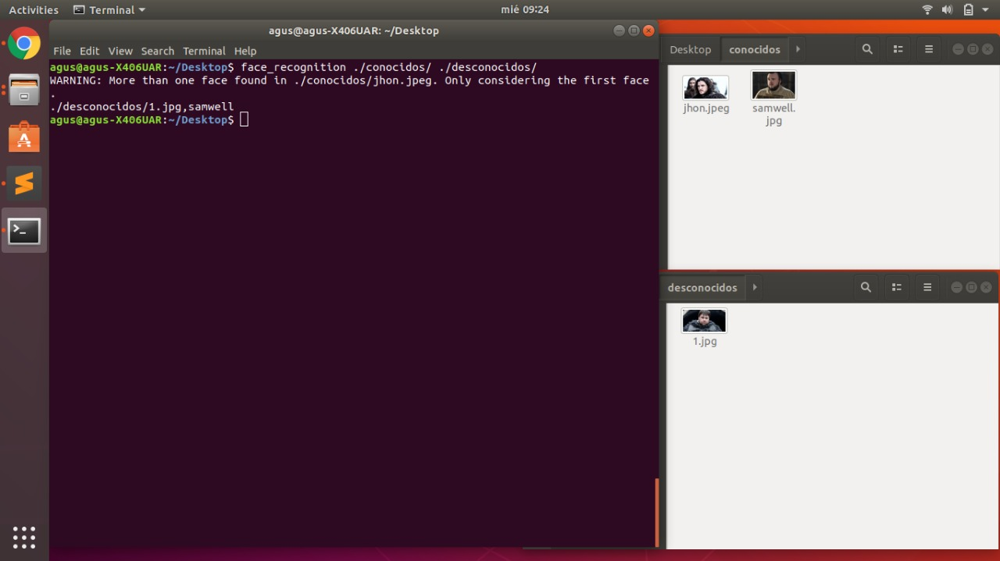 Activities
Terminal
mié 09:24
agus@agus-X406UAR: ~/Desktop
File Edit View Search Terminal Help
agus@agus-X406UAR:~/Desktop$ face_recognition ./conocidos/ ./desconocidos/
WARNING: More than one face found in ./conocidos/jhon.jpeg. Only considering the first face
.
./desconocidos/1.jpg,samwell
agus@agus-X406UAR:~/Desktop$
Desktop
conocidos
jhon.jpeg
samwell.
jpg
desconocidos
1.jpg